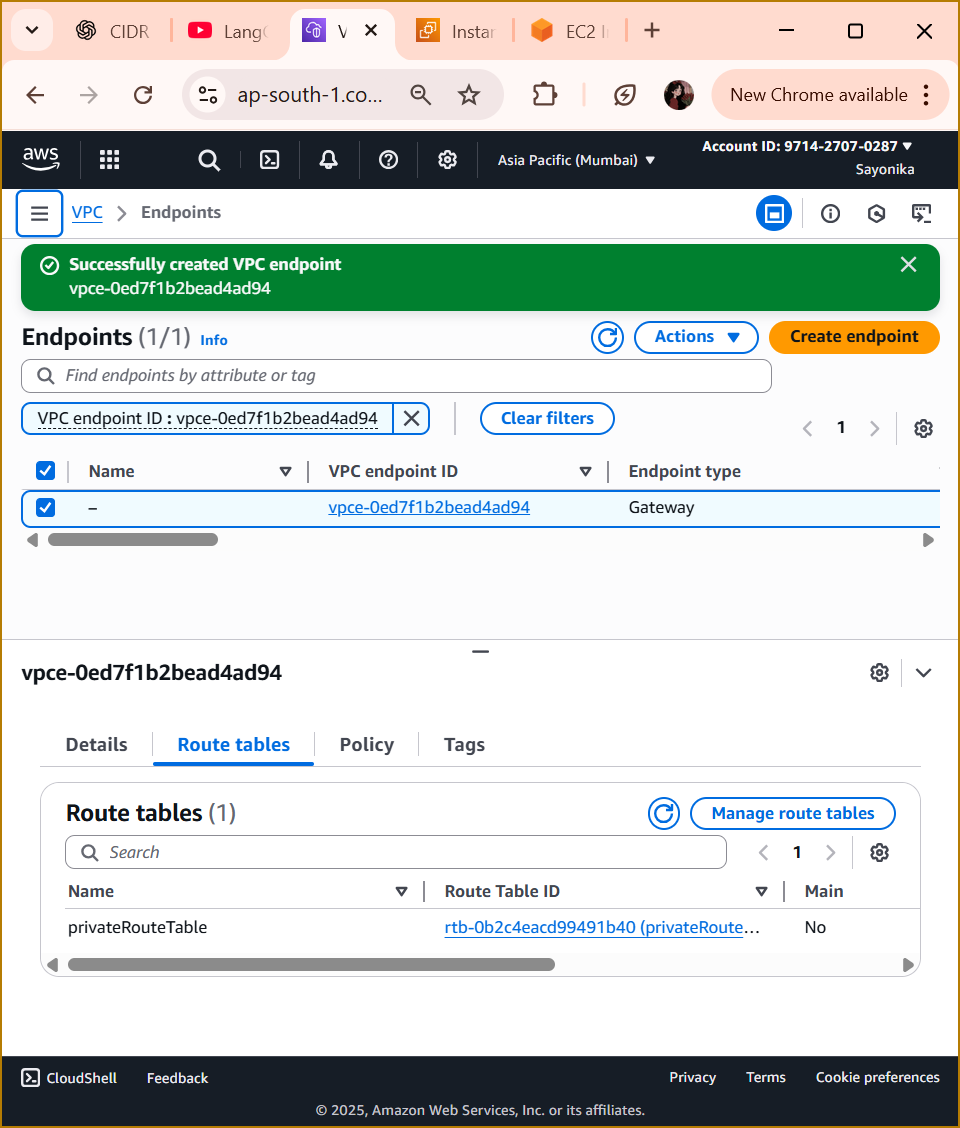 CIDR
Lang
V
Instar
EC2 I
ap-south-1.co...
New Chrome available
aws
Asia Pacific (Mumbai)
Account ID: 9714-2707-0287
Sayonika
VPC
Endpoints
Successfully created VPC endpoint
vpce-0ed7f1b2bead4ad94
Endpoints (1/1) Info
Actions
Create endpoint
Find endpoints by attribute or tag
VPC endpoint ID : vpce-0ed7f1b2bead4ad94
Clear filters
1
Name VPC endpoint ID Endpoint type
– vpce-0ed7f1b2bead4ad94 Gateway
vpce-0ed7f1b2bead4ad94
Details Route tables Policy Tags
Route tables (1)
Manage route tables
Search
1
Name Route Table ID Main
privateRouteTable rtb-0b2c4eacd99491b40 (privateRoute... No
CloudShell Feedback Privacy Terms Cookie preferences
© 2025, Amazon Web Services, Inc. or its affiliates.